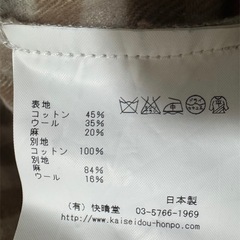 表地
コットン 45%
ウール 35%
麻 20%
別地
コットン 100%
別地
麻 84%
ウール 16%
日本製
(有) 快晴堂 03-5766-1969
http://www.kaiseidou-honpo.com